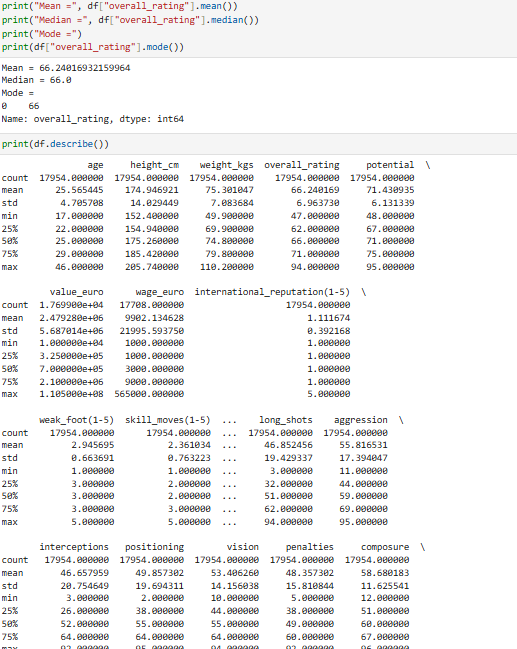 print("Mean =", df["overall_rating"].mean())
print("Median =", df["overall_rating"].median())
print("Mode =")
print(df["overall_rating"].mode())
Mean = 66.24016932159964
Median = 66.0
Mode =
0    66
Name: overall_rating, dtype: int64
print(df.describe())
age height_cm weight_kgs overall_rating potential \
count 17954.000000 17954.000000 17954.000000 17954.000000 17954.000000
mean 25.565445 174.946921 75.301047 66.240169 71.430935
std 4.705708 14.029449 7.083684 6.963730 6.131339
min 17.000000 152.400000 49.900000 47.000000 48.000000
25% 22.000000 154.940000 69.900000 62.000000 67.000000
50% 25.000000 175.260000 74.800000 66.000000 71.000000
75% 29.000000 185.420000 79.800000 71.000000 75.000000
max 46.000000 205.740000 110.200000 94.000000 95.000000
value_euro wage_euro international_reputation(1-5) \
count 1.769900e+04 17708.000000 17954.000000
mean 2.479280e+06 9902.134628 1.111674
std 5.687014e+06 21995.593750 0.392168
min 1.000000e+04 1000.000000 1.000000
25% 3.250000e+05 1000.000000 1.000000
50% 7.000000e+05 3000.000000 1.000000
75% 2.100000e+06 9000.000000 1.000000
max 1.105000e+08 565000.000000 5.000000
weak_foot(1-5) skill_moves(1-5) ... long_shots aggression \
count 17954.000000 17954.000000 ... 17954.000000 17954.000000
mean 2.945695 2.361034 ... 46.852456 55.816531
std 0.663691 0.763223 ... 19.429337 17.394047
min 1.000000 1.000000 ... 3.000000 11.000000
25% 3.000000 2.000000 ... 32.000000 44.000000
50% 3.000000 2.000000 ... 51.000000 59.000000
75% 3.000000 3.000000 ... 62.000000 69.000000
max 5.000000 5.000000 ... 94.000000 95.000000
interceptions positioning vision penalties composure \
count 17954.000000 17954.000000 17954.000000 17954.000000 17954.000000
mean 46.657959 49.857302 53.406260 48.357302 58.680183
std 20.754649 19.694311 14.156038 15.810844 11.625541
min 3.000000 2.000000 10.000000 5.000000 12.000000
25% 26.000000 38.000000 44.000000 38.000000 51.000000
50% 52.000000 55.000000 55.000000 49.000000 60.000000
75% 64.000000 64.000000 64.000000 60.000000 67.000000